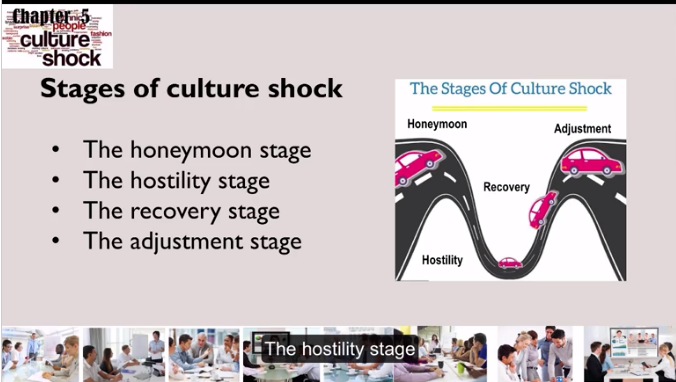 Chapter 5
people
fashion
culture
shock
Stages of culture shock
• The honeymoon stage
• The hostility stage
• The recovery stage
• The adjustment stage
The Stages Of Culture Shock
Honeymoon
Adjustment
Recovery
Hostility
The hostility stage